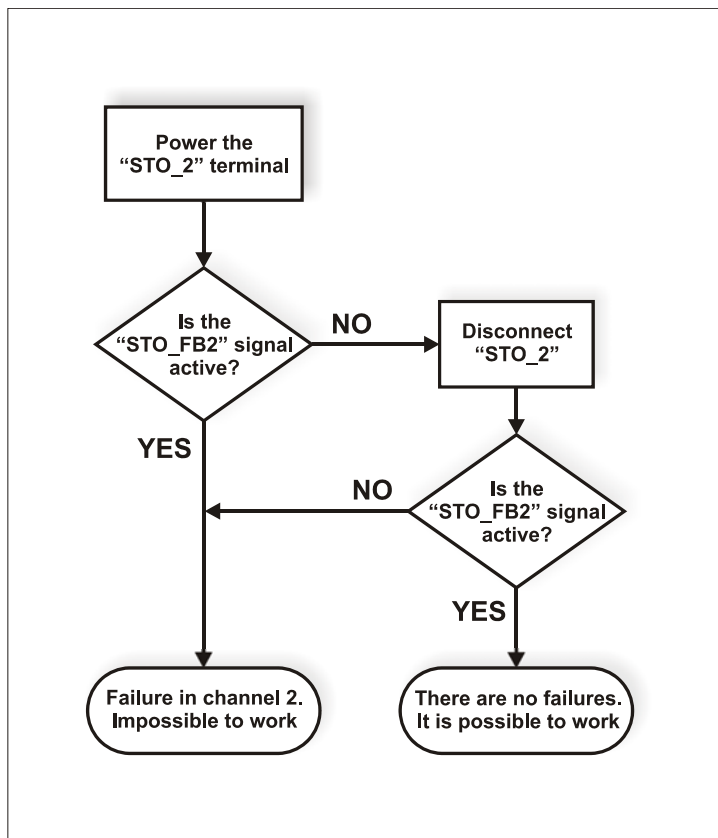 Power the
“STO_2” terminal
Is the
“STO_FB2” signal
active?
NO
Disconnect
“STO_2”
YES
NO
Is the
“STO_FB2” signal
active?
YES
Failure in channel 2.
Impossible to work
There are no failures.
It is possible to work